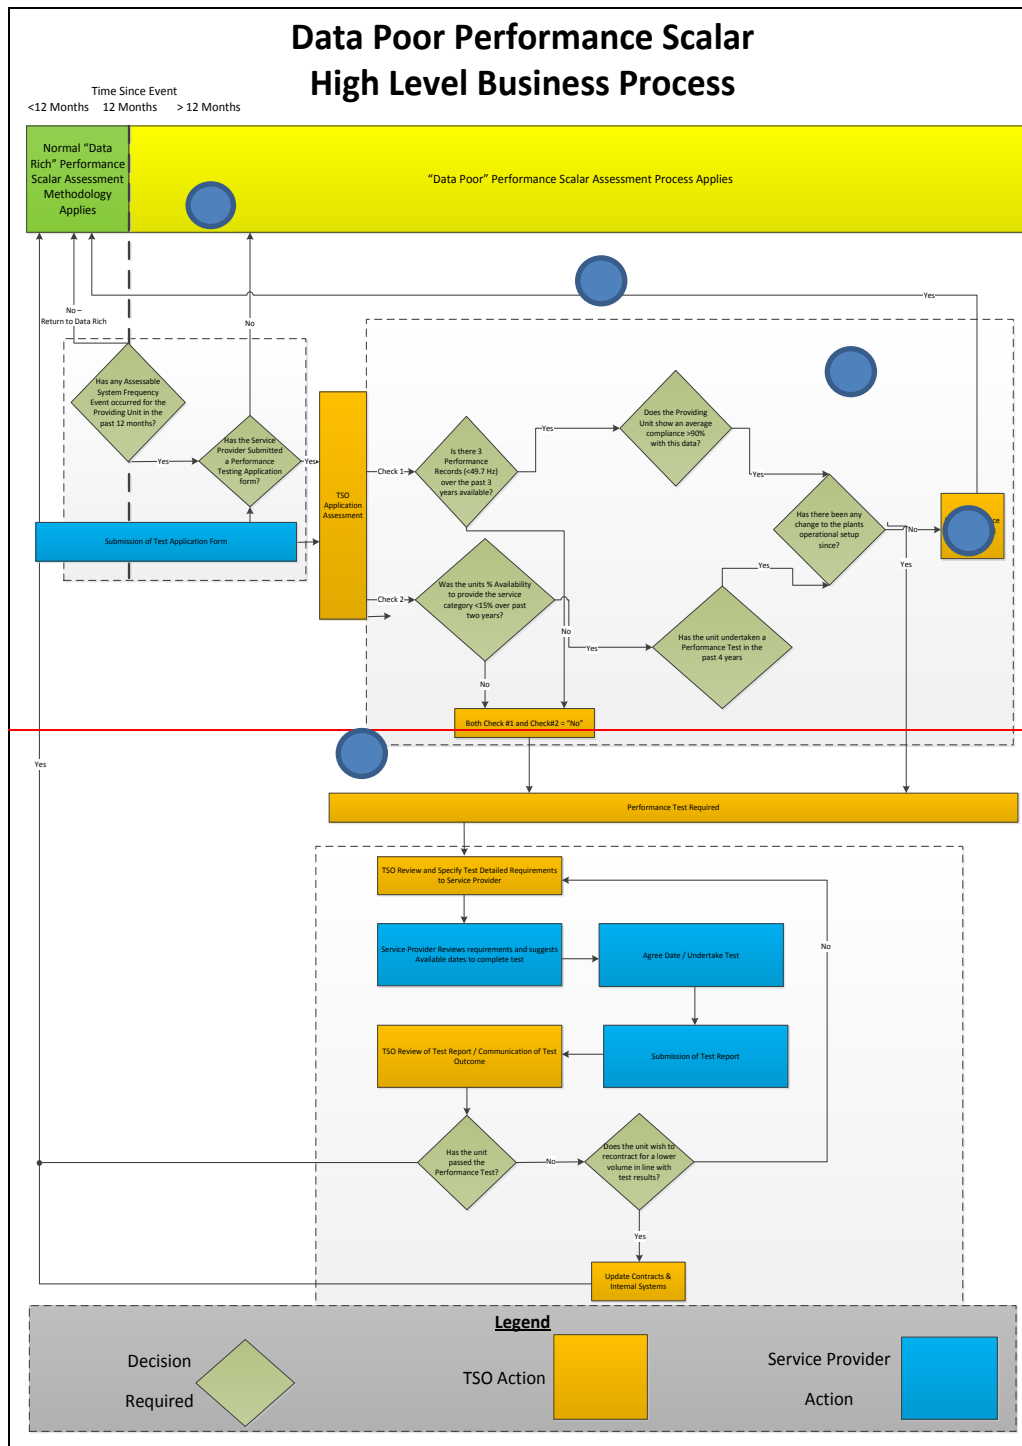 Data Poor Performance Scalar
High Level Business Process
Time Since Event
<12 Months 12 Months > 12 Months
Normal “Data
Rich” Performance
Scalar Assessment
Methodology
Applies
“Data Poor” Performance Scalar Assessment Process Applies
No –
Return to Data Rich
No
Yes
Has any Assessable
System Frequency
Event occurred for the
Providing Unit in the
past 12 months?
Yes
Has the Service
Provider Submitted
a Performance
Testing Application
form?
Yes
Submission of Test Application Form
TSO
Application
Assessment
Check 1
Is there 3
Performance
Records (<49.7 Hz)
over the past 3
years available?
Yes
Does the Providing
Unit show an average
compliance >90%
with this data?
Yes
Has there been any
change to the plants
operational setup
since?
No
Check 2
Was the units % Availability
to provide the service
category <15% over past
two years?
No
Yes
Has the unit undertaken a
Performance Test in the
past 4 years
Yes
No
Both Check #1 and Check#2 = “No”
Yes
Performance Test Required
TSO Review and Specify Test Detailed Requirements
to Service Provider
Service Provider Reviews requirements and suggests
Available dates to complete test
Agree Date / Undertake Test
No
TSO Review of Test Report / Communication of Test
Outcome
Submission of Test Report
Has the unit
passed the
Performance Test?
No
Does the unit wish to
recontract for a lower
volume in line with
test results?
Yes
Update Contracts &
Internal Systems
Legend
Decision
Required
TSO Action
Service Provider
Action